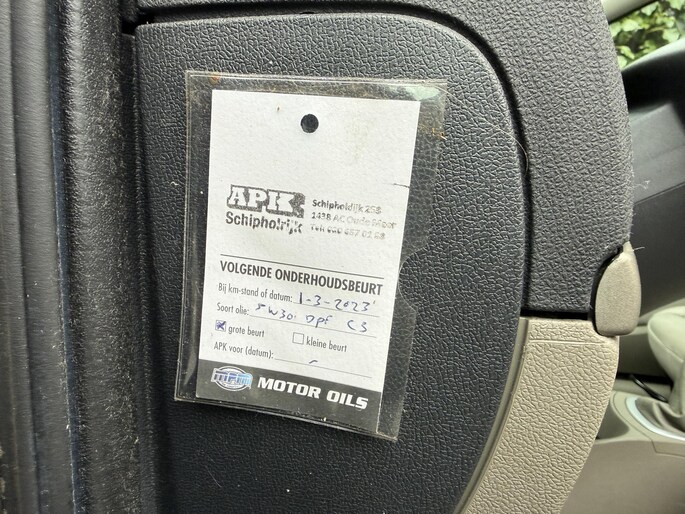 APK
Schipholrijk
Schipholdijk 258
1438 AC Oude Meer
VOLGENDE ONDERHOUDSBEURT
Bij km-stand of datum: 1-3-2023
Soort olie: 5W30. DPF C3
☒ grote beurt ☐ kleine beurt
APK voor (datum): -
MOTOR OILS